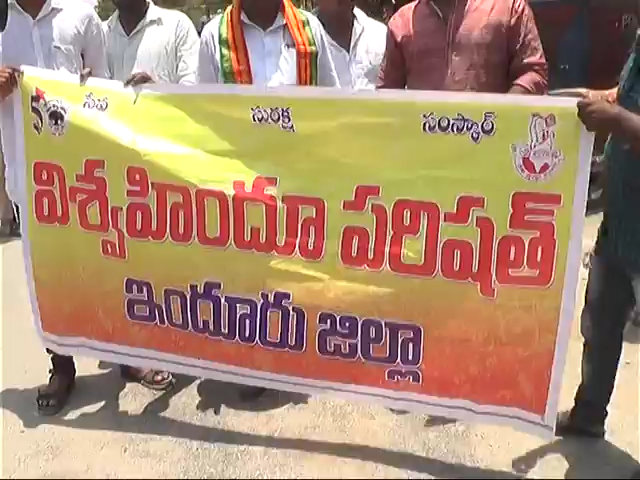 సేవ సురక్ష సంస్కార్
విశ్వహిందూ పరిషత్
ఇందూరు జిల్లా